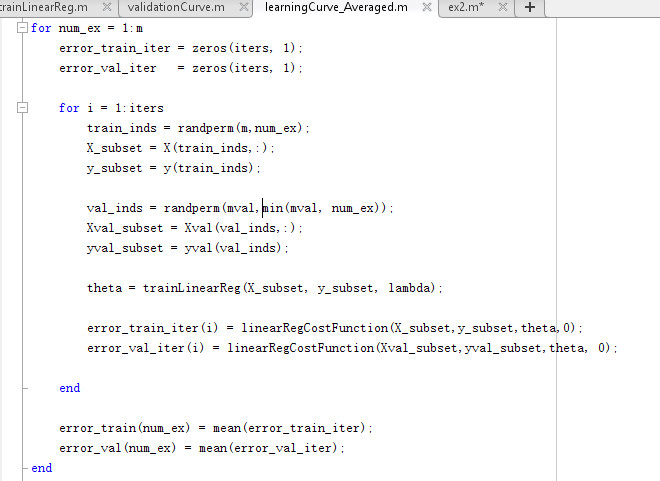 trainLinearReg.m validationCurve.m learningCurve_Averaged.m ex2.m*
for num_ex = 1:m
error_train_iter = zeros(iters, 1);
error_val_iter   = zeros(iters, 1);
for i = 1:iters
train_inds = randperm(m,num_ex);
X_subset = X(train_inds,:);
y_subset = y(train_inds);
val_inds = randperm(mval,min(mval, num_ex));
Xval_subset = Xval(val_inds,:);
yval_subset = yval(val_inds);
theta = trainLinearReg(X_subset, y_subset, lambda);
error_train_iter(i) = linearRegCostFunction(X_subset,y_subset,theta,0);
error_val_iter(i) = linearRegCostFunction(Xval_subset,yval_subset,theta, 0);
end
error_train(num_ex) = mean(error_train_iter);
error_val(num_ex) = mean(error_val_iter);
end